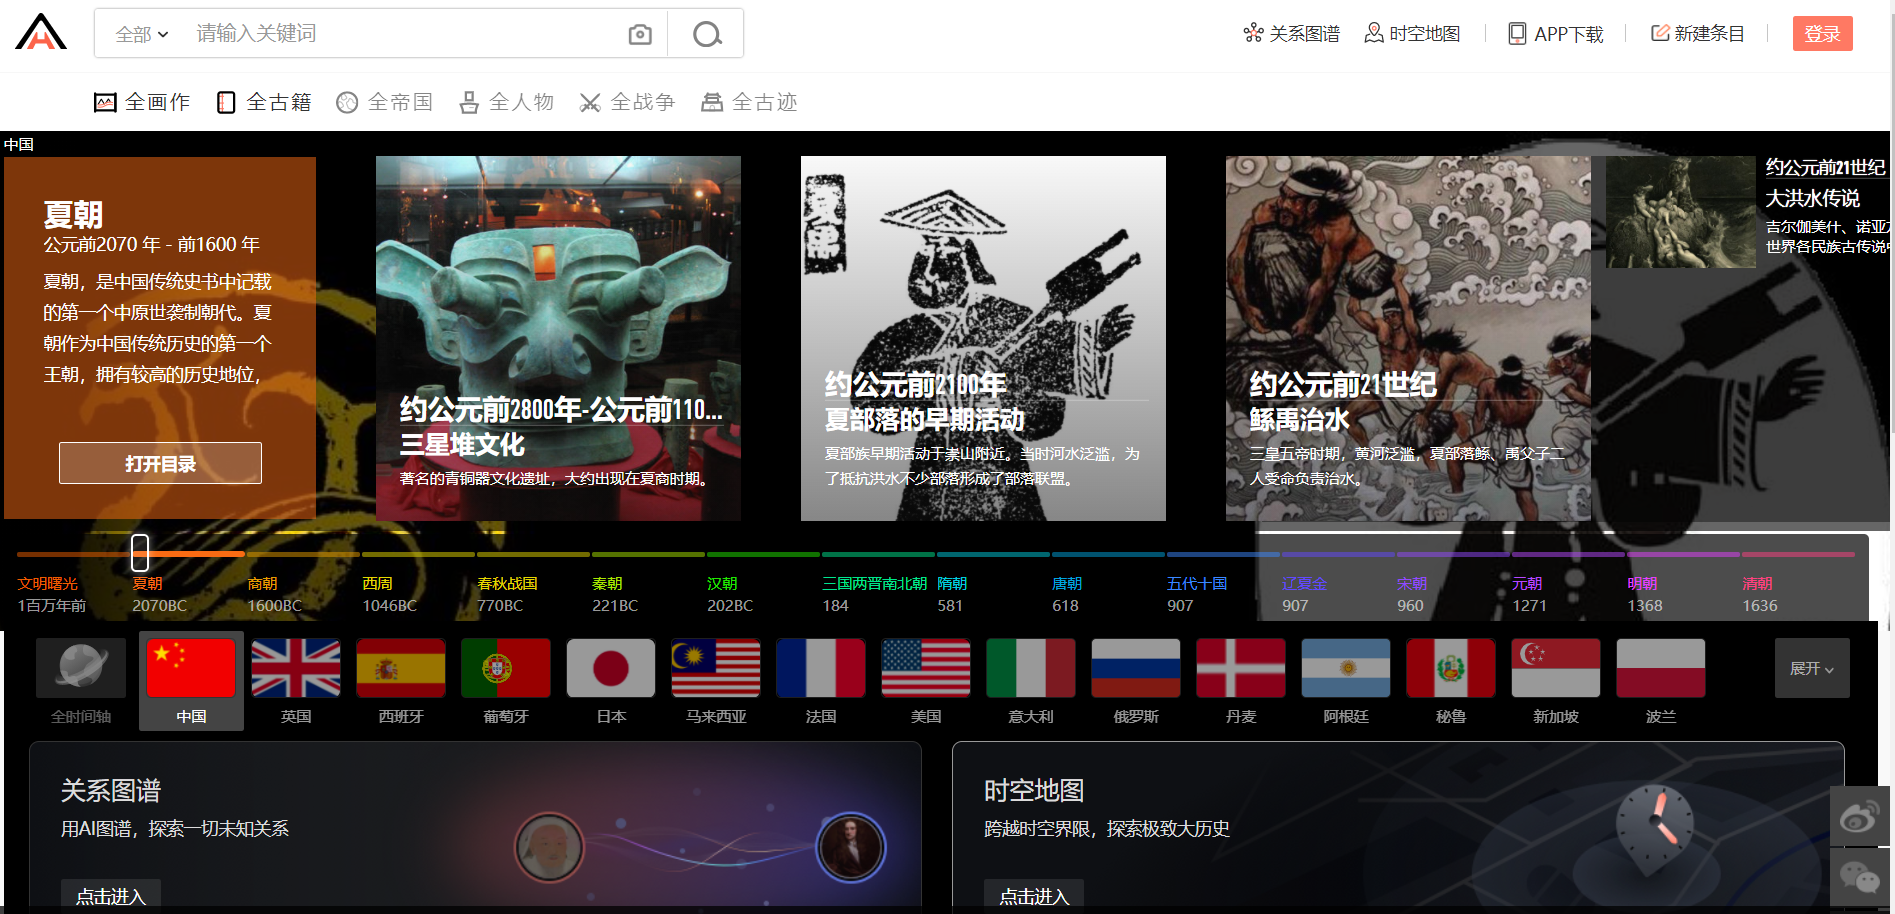 全部
请输入关键词
关系图谱
时空地图
APP下载
新建条目
登录
全画作
全古籍
全帝国
全人物
全战争
全古迹
中国
夏朝
公元前2070 年 - 前1600 年
夏朝，是中国传统史书中记载
的第一个中原世袭制朝代。夏
朝作为中国传统历史的第一个
王朝，拥有较高的历史地位，
打开目录
约公元前2800年-公元前110...
三星堆文化
著名的青铜器文化遗址，大约出现在夏商时期。
约公元前2100年
夏部落的早期活动
夏部族早期活动于崇山附近。当时河水泛滥，为
了抵抗洪水不少部落形成了部落联盟。
约公元前21世纪
鲧禹治水
三皇五帝时期，黄河泛滥，夏部落鲧、禹父子二
人受命负责治水。
约公元前21世纪
大洪水传说
吉尔伽美什、诺亚
世界各民族古传说
文明曙光
1百万年前
夏朝
2070BC
商朝
1600BC
西周
1046BC
春秋战国
770BC
秦朝
221BC
汉朝
202BC
三国两晋南北朝
184
隋朝
581
唐朝
618
五代十国
907
辽夏金
907
宋朝
960
元朝
1271
明朝
1368
清朝
1636
全时间轴
中国
英国
西班牙
葡萄牙
日本
马来西亚
法国
美国
意大利
俄罗斯
丹麦
阿根廷
秘鲁
新加坡
波兰
展开
关系图谱
用AI图谱，探索一切未知关系
点击进入
时空地图
跨越时空界限，探索极致大历史
点击进入